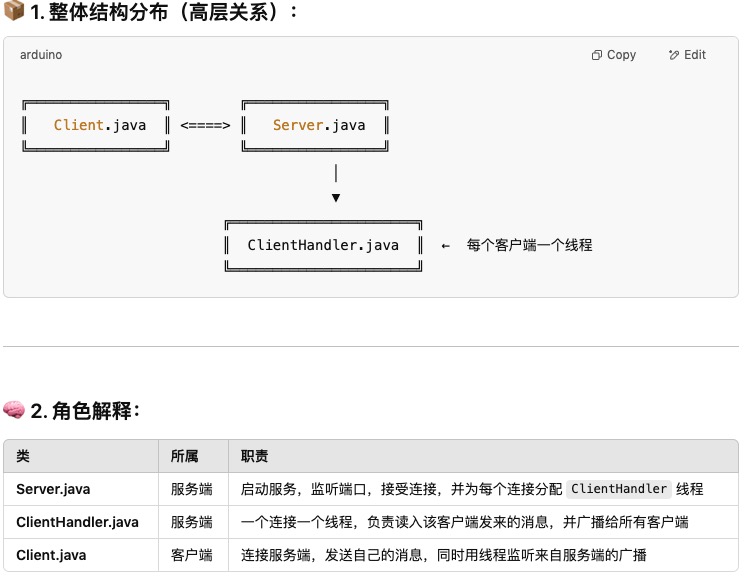 📦 1. 整体结构分布（高层关系）：
arduino Copy Edit
Client.java <====> Server.java
│
▼
ClientHandler.java ← 每个客户端一个线程
🧠 2. 角色解释：
类 所属 职责
Server.java 服务端 启动服务，监听端口，接受连接，并为每个连接分配 ClientHandler 线程
ClientHandler.java 服务端 一个连接一个线程，负责读入该客户端发来的消息，并广播给所有客户端
Client.java 客户端 连接服务端，发送自己的消息，同时用线程监听来自服务端的广播